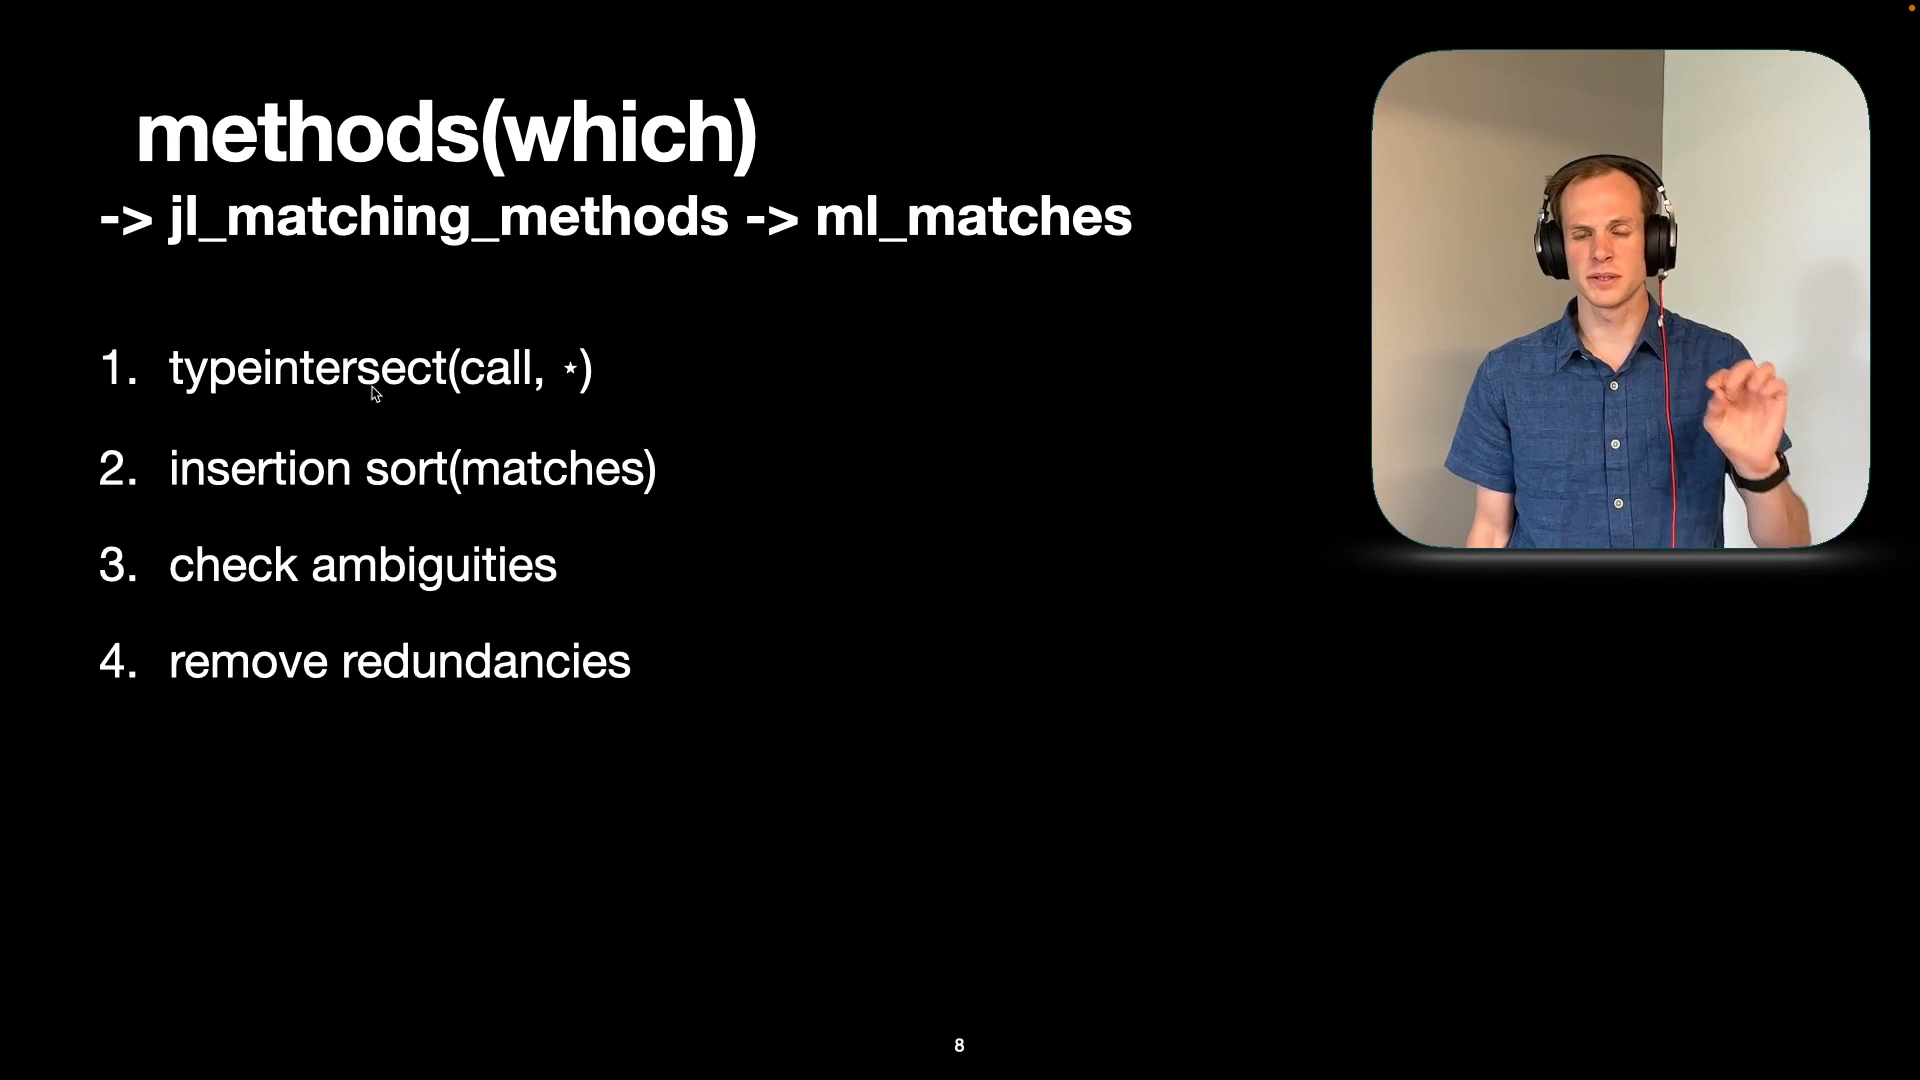 methods(which)
-> jl_matching_methods -> ml_matches
1. typeintersect(call, ⋆)
2. insertion sort(matches)
3. check ambiguities
4. remove redundancies
8